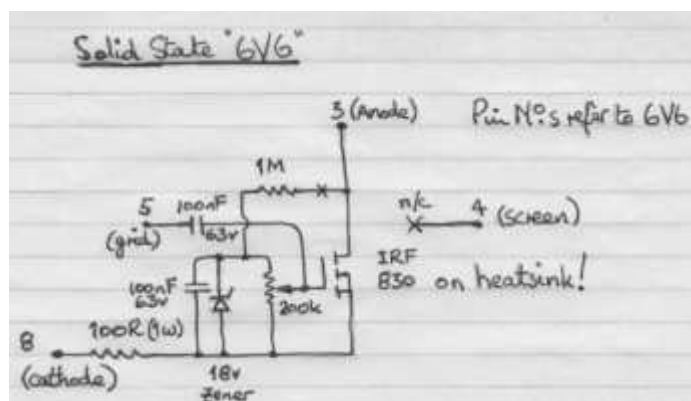 Solid State "6V6"
3 (Anode)
Pin No.s refer to 6V6
1M
n/c
4 (screen)
5
(grid)
100nF
63v
IRF
830 on heatsink!
100nF
63v
200k
8
(cathode)
100R (1W)
18v
Zener